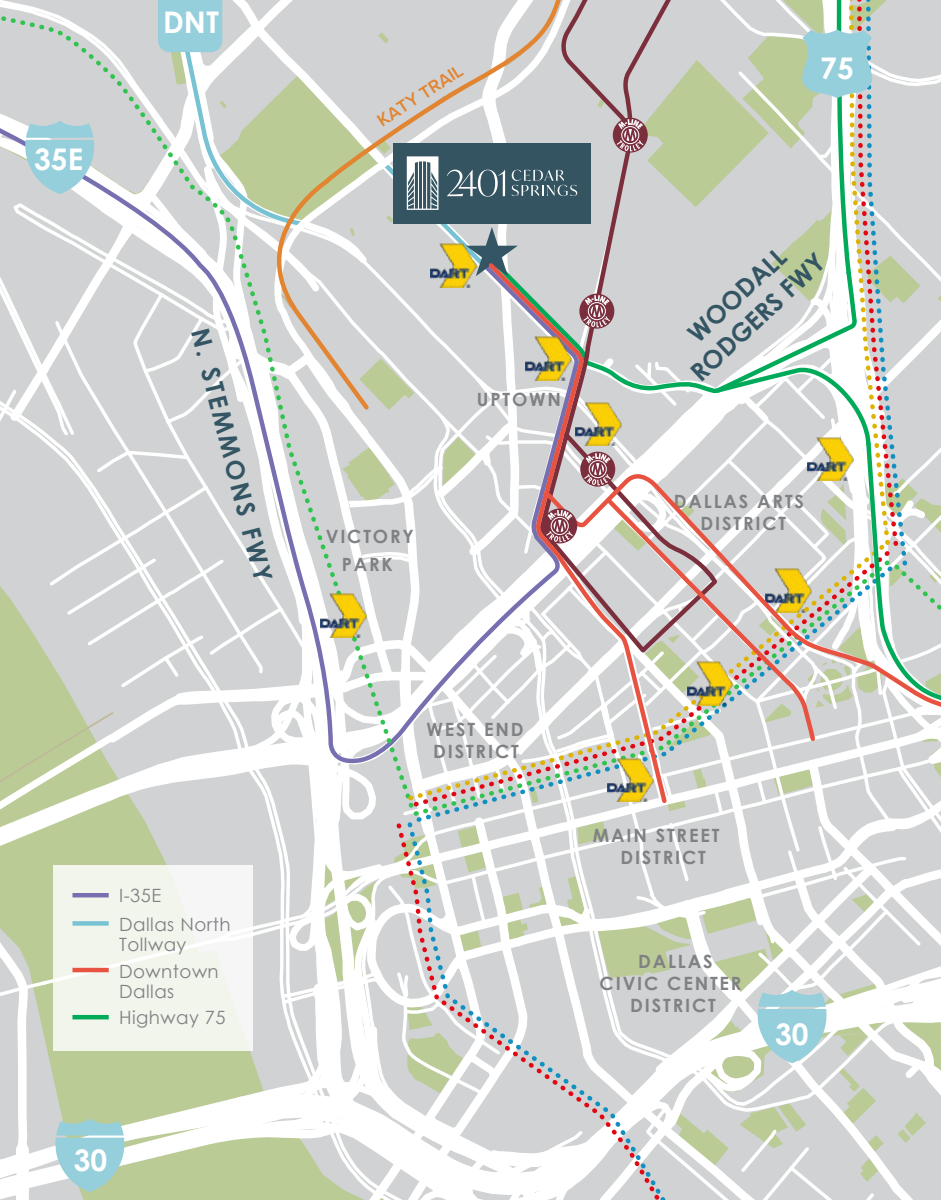 DNT
75
KATY TRAIL
M-LINE
TROLLEY
35E
2401 CEDAR
SPRINGS
DART
WOODALL
RODGERS FWY
M-LINE
TROLLEY
N. STEMMONS FWY
DART
UPTOWN
DART
M-LINE
TROLLEY
DART
DALLAS ARTS
DISTRICT
M-LINE
TROLLEY
VICTORY
PARK
DART
DART
DART
WEST END
DISTRICT
DART
MAIN STREET
DISTRICT
I-35E
Dallas North
Tollway
Downtown
Dallas
Highway 75
DALLAS
CIVIC CENTER
DISTRICT
30
30